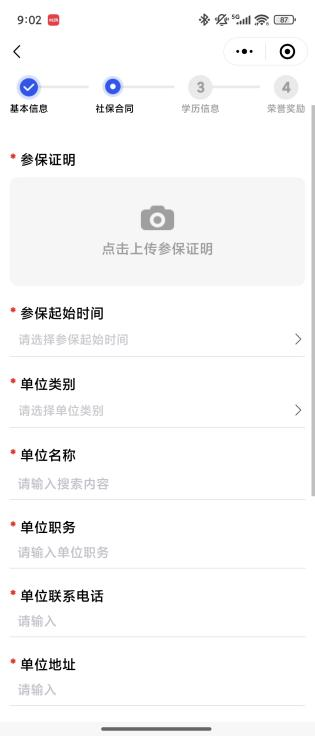 9:02
5G
87
基本信息
社保合同
3
学历信息
4
荣誉奖励
* 参保证明
点击上传参保证明
* 参保起始时间
请选择参保起始时间
* 单位类别
请选择单位类别
* 单位名称
请输入搜索内容
* 单位职务
请输入单位职务
* 单位联系电话
请输入
* 单位地址
请输入